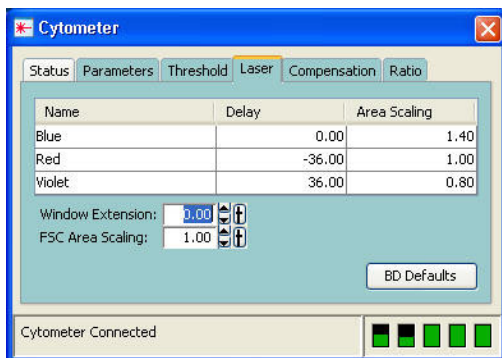 Cytometer
Status Parameters Threshold Laser Compensation Ratio
Name Delay Area Scaling
Blue 0.00 1.40
Red -36.00 1.00
Violet 36.00 0.80
Window Extension: 0.00
FSC Area Scaling: 1.00
BD Defaults
Cytometer Connected